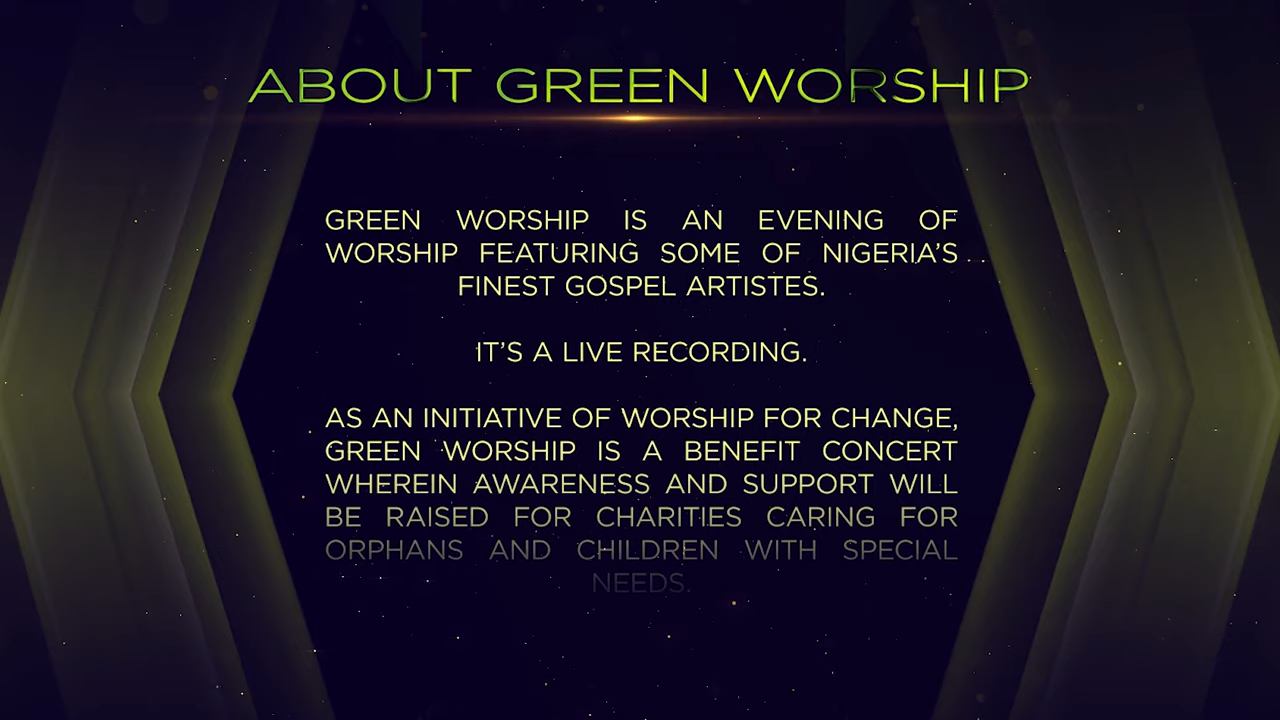 ABOUT GREEN WORSHIP
GREEN WORSHIP IS AN EVENING OF
WORSHIP FEATURING SOME OF NIGERIA'S
FINEST GOSPEL ARTISTES.
IT'S A LIVE RECORDING.
AS AN INITIATIVE OF WORSHIP FOR CHANGE,
GREEN WORSHIP IS A BENEFIT CONCERT
WHEREIN AWARENESS AND SUPPORT WILL
BE RAISED FOR CHARITIES CARING FOR
ORPHANS AND CHILDREN WITH SPECIAL
NEEDS.